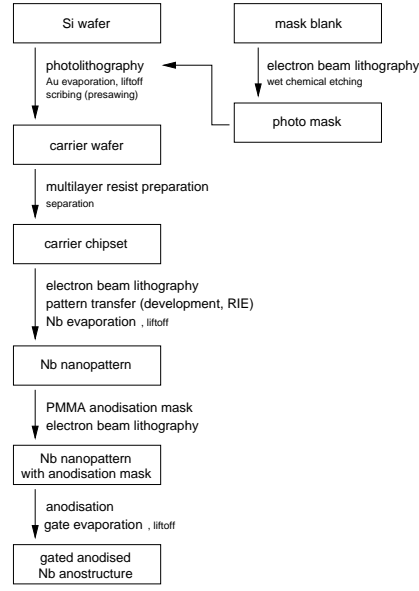 Si wafer
mask blank
photolithography
Au evaporation, liftoff
scribing (presawing)
electron beam lithography
wet chemical etching
photo mask
carrier wafer
multilayer resist preparation
separation
carrier chipset
electron beam lithography
pattern transfer (development, RIE)
Nb evaporation , liftoff
Nb nanopattern
PMMA anodisation mask
electron beam lithography
Nb nanopattern
with anodisation mask
anodisation
gate evaporation , liftoff
gated anodised
Nb anostructure